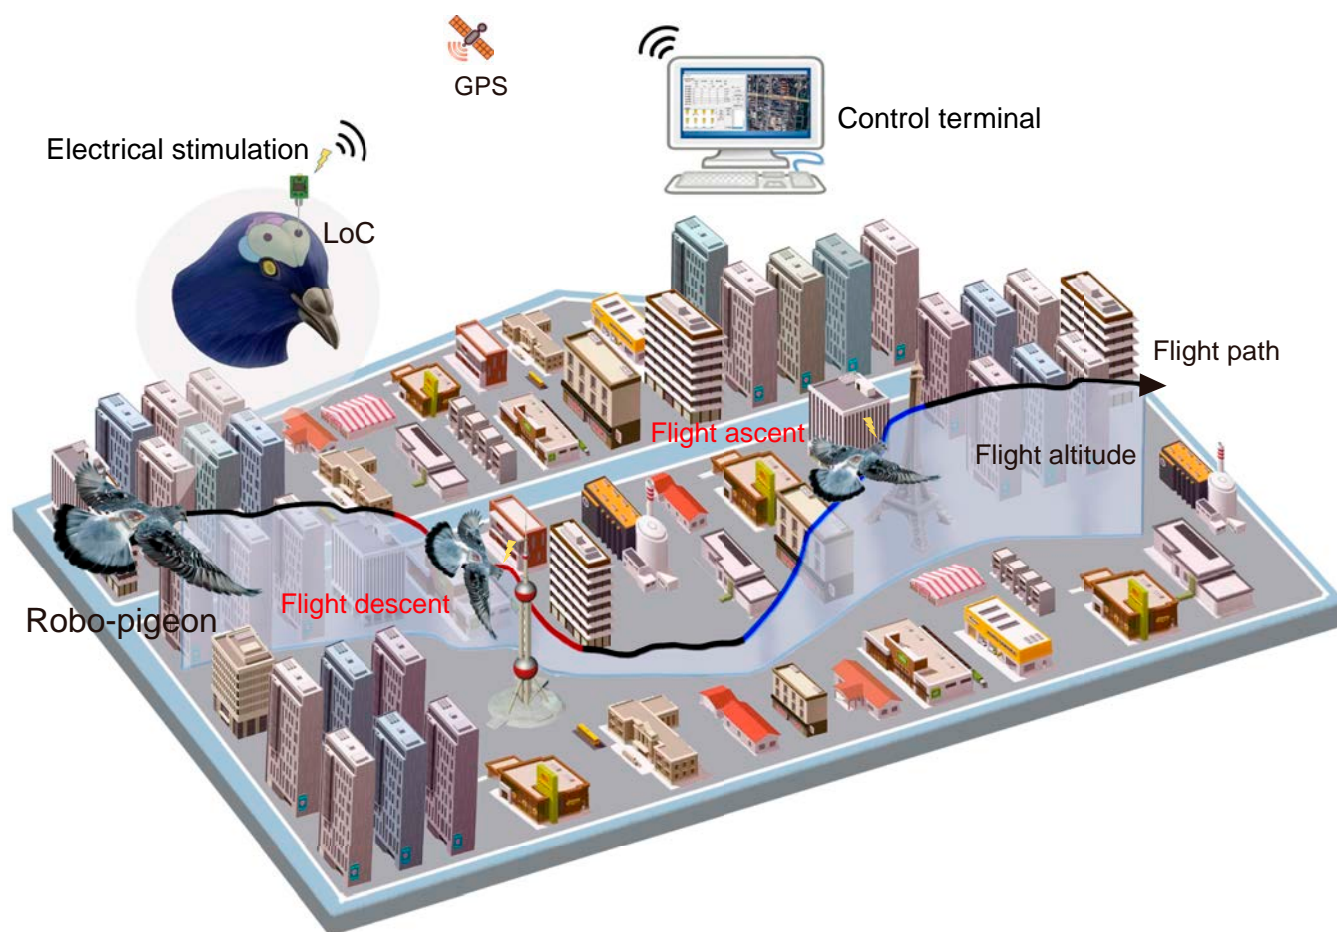 GPS
Control terminal
Electrical stimulation
LoC
Flight path
Flight ascent
Flight altitude
Flight descent
Robo-pigeon